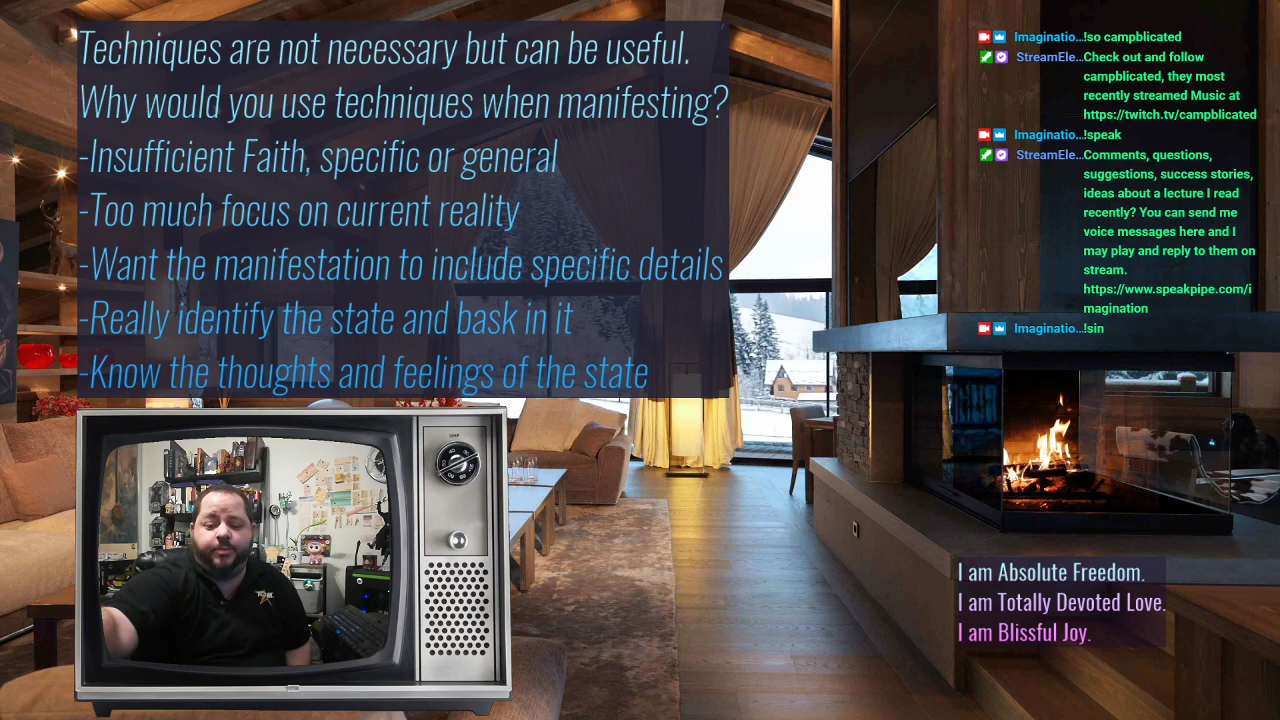 Techniques are not necessary but can be useful.
Why would you use techniques when manifesting?
-Insufficient Faith, specific or general
-Too much focus on current reality
-Want the manifestation to include specific details
-Really identify the state and bask in it
-Know the thoughts and feelings of the state
Imaginatio...!so campblicated
StreamEle...Check out and follow
campblicated, they most
recently streamed Music at
https://twitch.tv/campblicated
Imaginatio...!speak
StreamEle...Comments, questions,
suggestions, success stories,
ideas about a lecture I read
recently? You can send me
voice messages here and I
may play and reply to them on
stream.
https://www.speakpipe.com/i
magination
Imaginatio...!sin
I am Absolute Freedom.
I am Totally Devoted Love.
I am Blissful Joy.